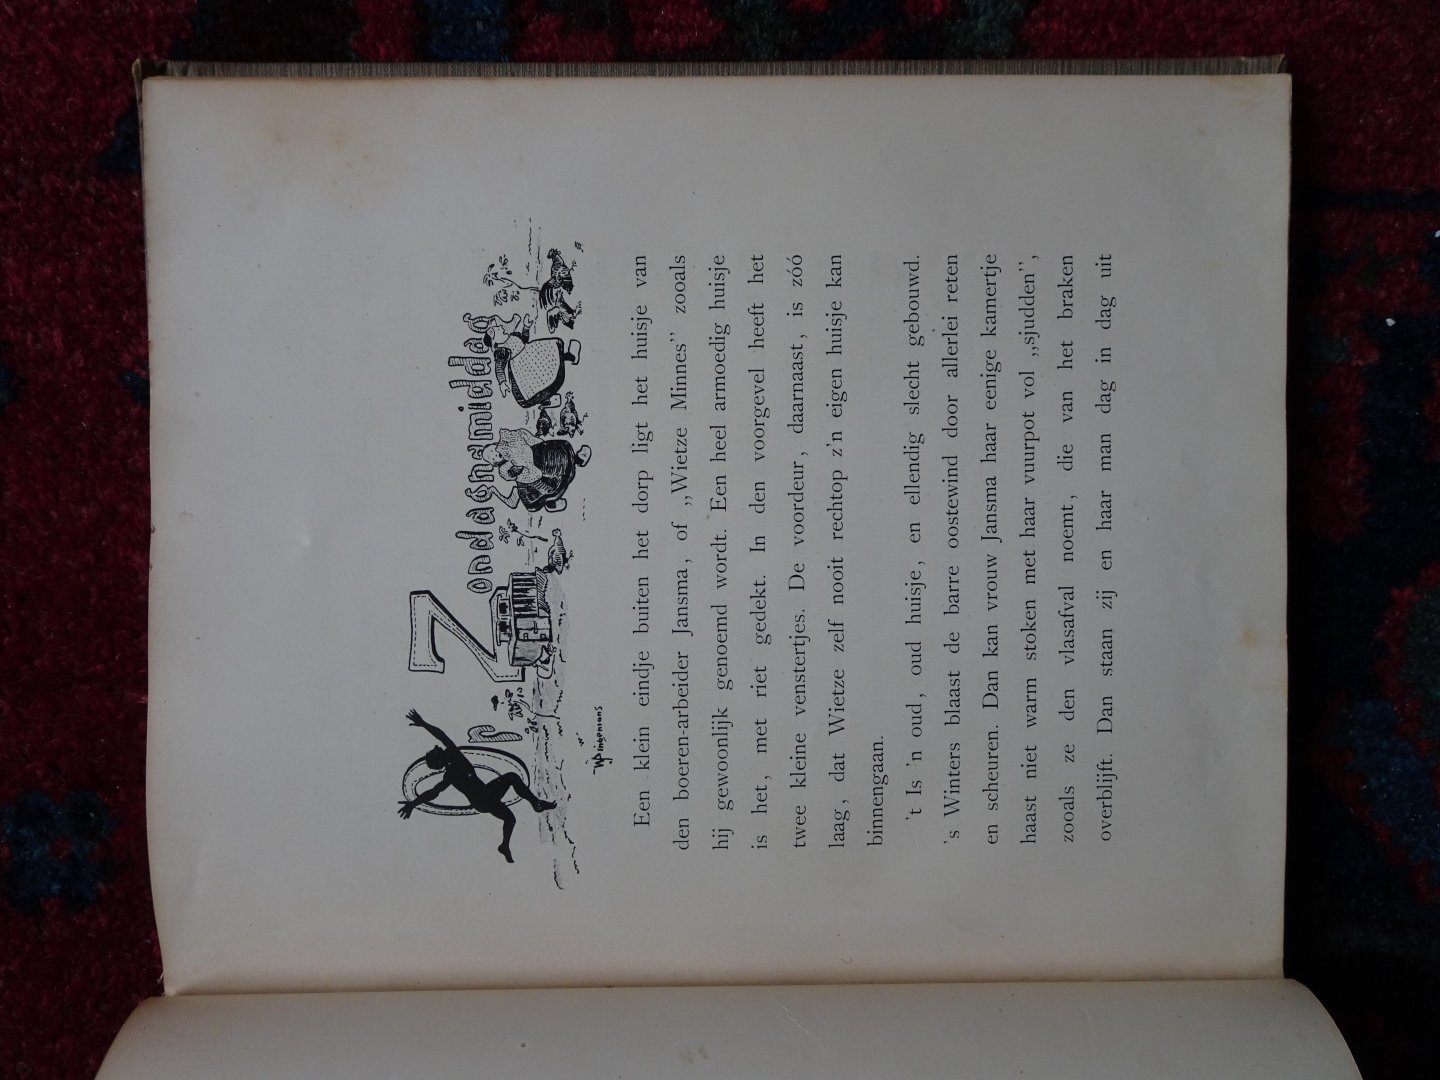 Op Zondagnamiddag
WP Ingenions
Een klein eindje buiten het dorp ligt het huisje van
den boeren-arbeider Jansma, of ,,Wietze Minnes’’ zooals
hij gewoonlijk genoemd wordt. Een heel armoedig huisje
is het, met riet gedekt. In den voorgevel heeft het
twee kleine venstertjes. De voordeur, daarnaast, is zóó
laag, dat Wietze zelf nooit rechtop z’n eigen huisje kan
binnengaan.
’t Is ’n oud, oud huisje, en ellendig slecht gebouwd.
’s Winters blaast de barre oostewind door allerlei reten
en scheuren. Dan kan vrouw Jansma haar eenige kamertje
haast niet warm stoken met haar vuurpot vol ,,sjudden’’,
zooals ze den vlasafval noemt, die van het braken
overblijft. Dan staan zij en haar man dag in dag uit